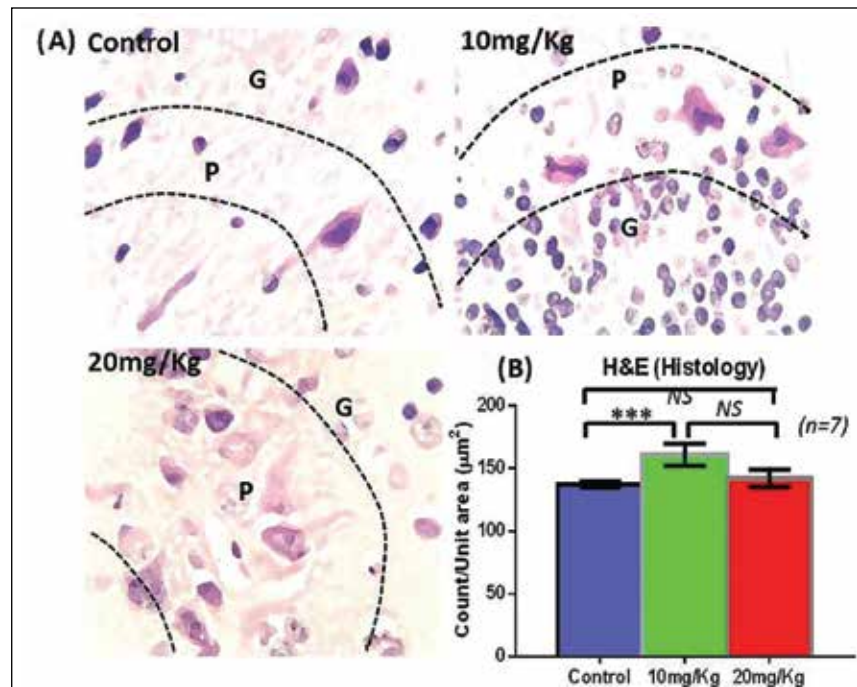 (A) Control
G
P
10mg/Kg
P
G
20mg/Kg
G
P
(B)
H&E (Histology)
NS
*** NS
(n=7)
Count/Unit area (µm²)
200
150
100
50
0
Control 10mg/Kg 20mg/Kg